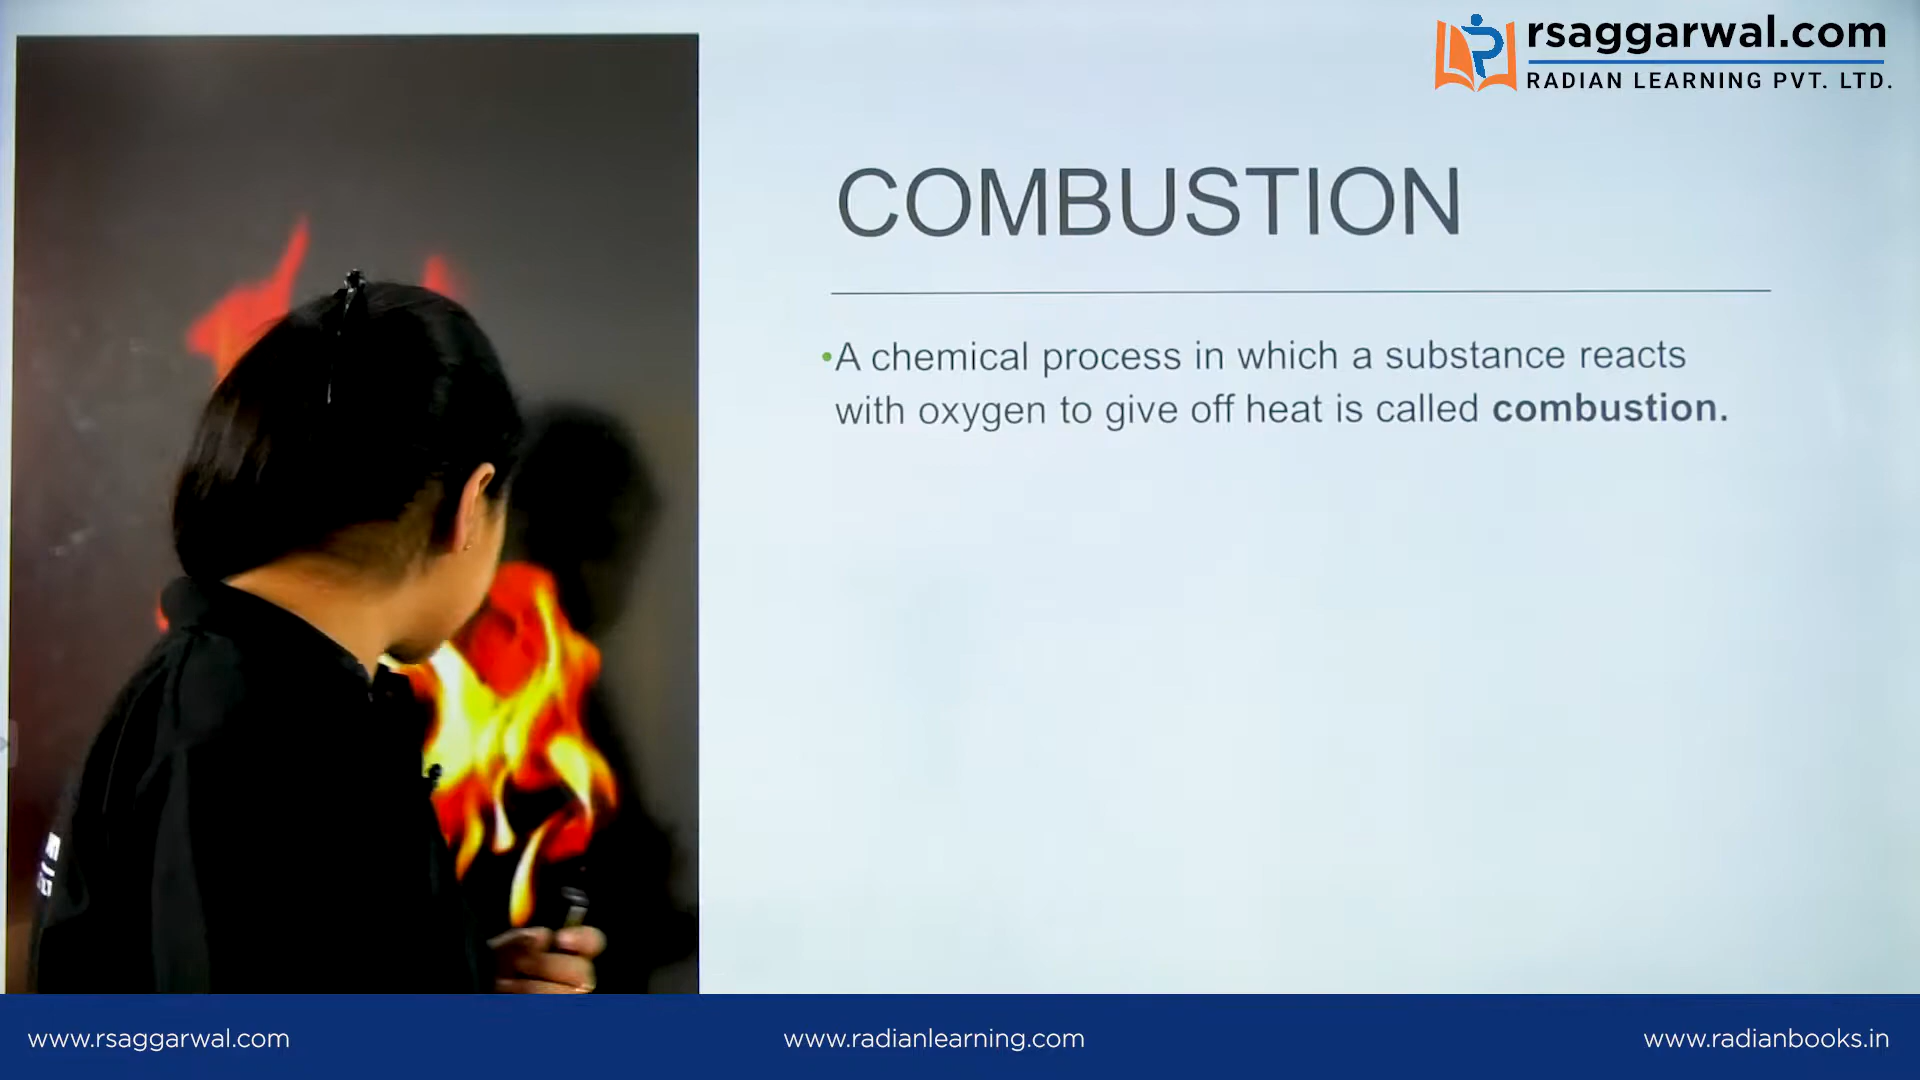 rsaggarwal.com
RADIAN LEARNING PVT. LTD.
COMBUSTION
•A chemical process in which a substance reacts
with oxygen to give off heat is called combustion.
www.rsaggarwal.com
www.radianlearning.com
www.radianbooks.in